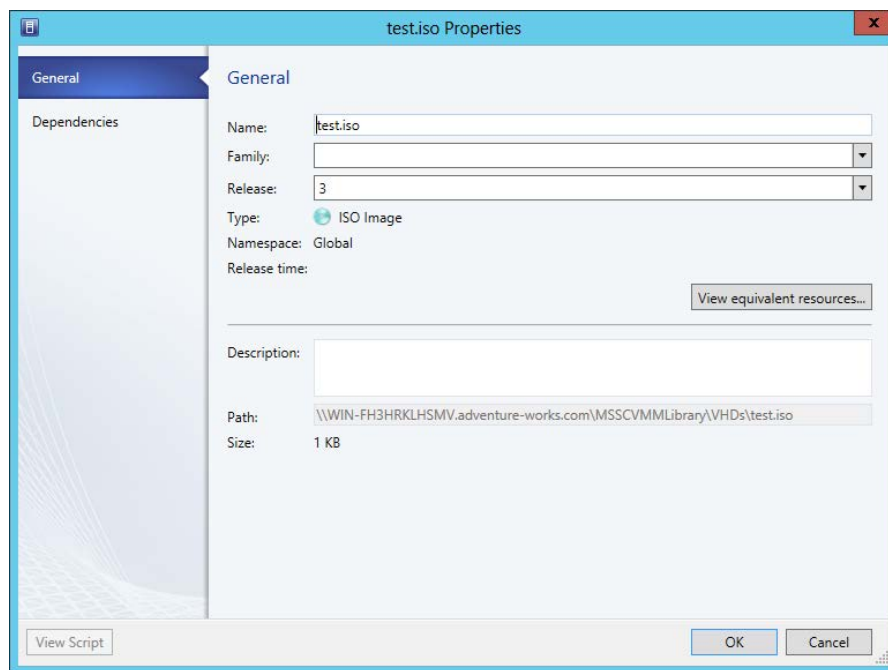 test.iso Properties
x
General
Dependencies
General
Name: test.iso
Family:
Release: 3
Type: ISO Image
Namespace: Global
Release time:
View equivalent resources...
Description:
Path: \\WIN-FH3HRKLHSMV.adventure-works.com\MSSCVMMLibrary\VHDs\test.iso
Size: 1 KB
View Script OK Cancel